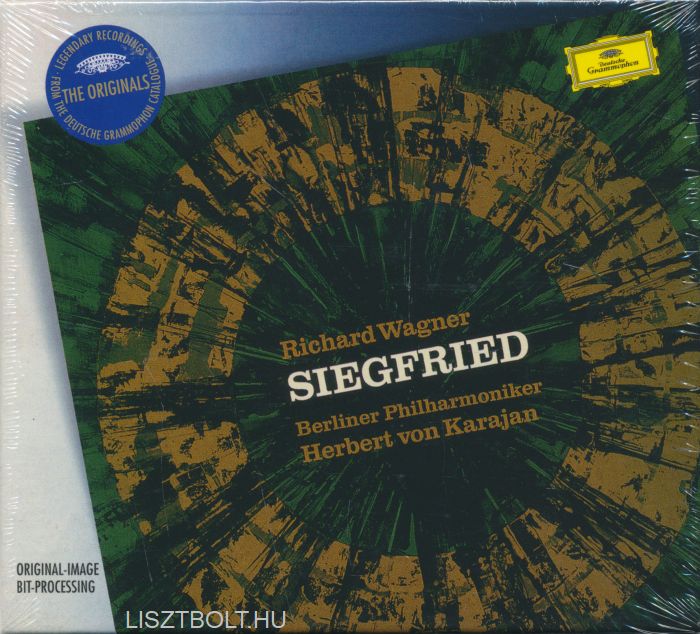 LEGENDARY RECORDINGS
FROM THE DEUTSCHE GRAMMOPHON CATALOGUE
THE ORIGINALS
Deutsche
Grammophon
Richard Wagner
SIEGFRIED
Berliner Philharmoniker
Herbert von Karajan
ORIGINAL-IMAGE
BIT-PROCESSING
LISZTBOLT.HU